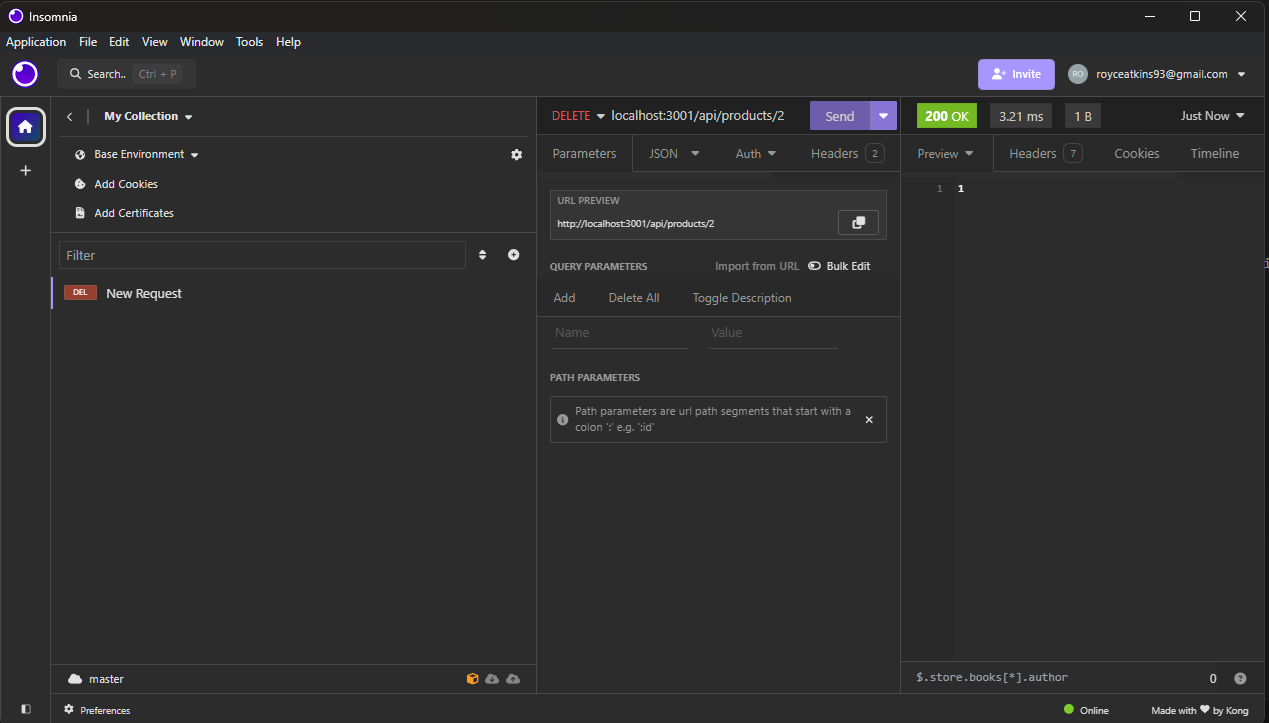 Insomnia
Application File Edit View Window Tools Help
Search.. Ctrl + P
Invite
RO royceatkins93@gmail.com
My Collection
Base Environment
Add Cookies
Add Certificates
Filter
DEL New Request
master
Preferences
DELETE localhost:3001/api/products/2 Send
Parameters JSON Auth Headers 2
URL PREVIEW
http://localhost:3001/api/products/2
QUERY PARAMETERS Import from URL Bulk Edit
Add Delete All Toggle Description
Name Value
PATH PARAMETERS
Path parameters are url path segments that start with a
colon ':' e.g. ':id'
200 OK 3.21 ms 1 B Just Now
Preview Headers 7 Cookies Timeline
1 1
$.store.books[*].author 0
Online Made with by Kong